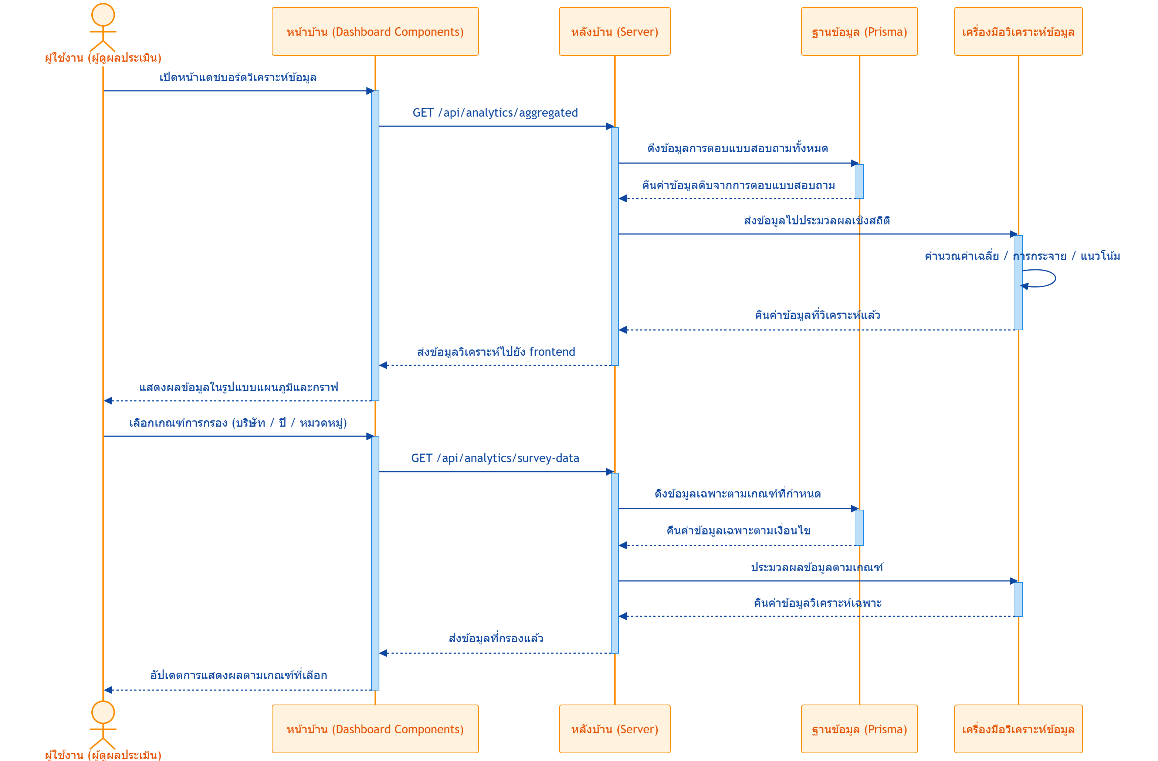 หน้าบ้าน (Dashboard Components)
หลังบ้าน (Server)
ฐานข้อมูล (Prisma)
เครื่องมือวิเคราะห์ข้อมูล
ผู้ใช้งาน (ผู้ดูผลประเมิน)
เปิดหน้าแดชบอร์ดวิเคราะห์ข้อมูล
GET /api/analytics/aggregated
ดึงข้อมูลการตอบแบบสอบถามทั้งหมด
คืนค่าข้อมูลดิบจากการตอบแบบสอบถาม
ส่งข้อมูลไปประมวลผลเชิงสถิติ
คำนวณค่าเฉลี่ย / การกระจาย / แนวโน้ม
คืนค่าข้อมูลที่วิเคราะห์แล้ว
ส่งข้อมูลวิเคราะห์ไปยัง frontend
แสดงผลข้อมูลในรูปแบบแผนภูมิและกราฟ
เลือกเกณฑ์การกรอง (บริษัท / ปี / หมวดหมู่)
GET /api/analytics/survey-data
ดึงข้อมูลเฉพาะตามเกณฑ์ที่กำหนด
คืนค่าข้อมูลเฉพาะตามเงื่อนไข
ประมวลผลข้อมูลตามเกณฑ์
คืนค่าข้อมูลวิเคราะห์เฉพาะ
ส่งข้อมูลที่กรองแล้ว
อัปเดตการแสดงผลตามเกณฑ์ที่เลือก
หน้าบ้าน (Dashboard Components)
หลังบ้าน (Server)
ฐานข้อมูล (Prisma)
เครื่องมือวิเคราะห์ข้อมูล
ผู้ใช้งาน (ผู้ดูผลประเมิน)